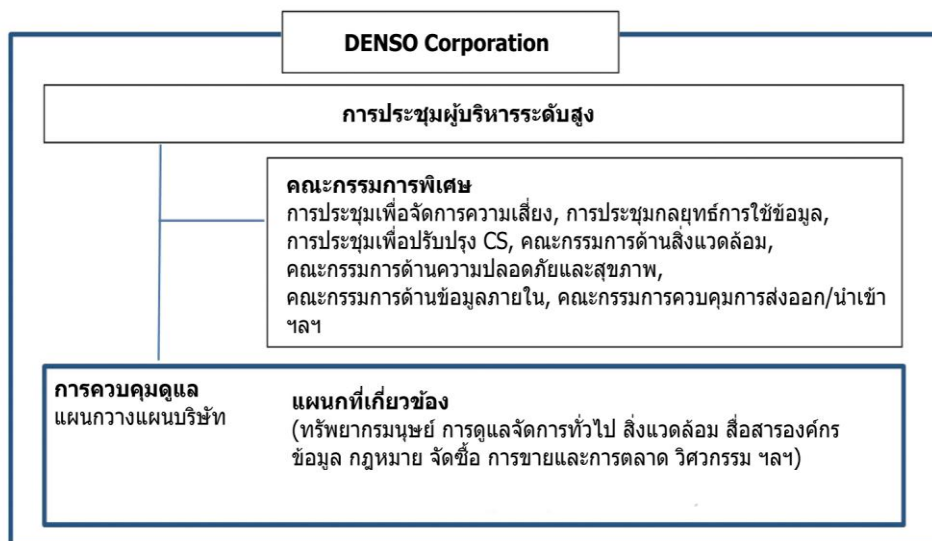 DENSO Corporation
การประชุมผู้บริหารระดับสูง
คณะกรรมการพิเศษ
การประชุมเพื่อจัดการความเสี่ยง, การประชุมกลยุทธ์การใช้ข้อมูล,
การประชุมเพื่อปรับปรุง CS, คณะกรรมการด้านสิ่งแวดล้อม,
คณะกรรมการด้านความปลอดภัยและสุขภาพ,
คณะกรรมการด้านข้อมูลภายใน, คณะกรรมการควบคุมการส่งออก/นำเข้า
ฯลฯ
การควบคุมดูแล
แผนกวางแผนบริษัท
แผนกที่เกี่ยวข้อง
(ทรัพยากรมนุษย์ การดูแลจัดการทั่วไป สิ่งแวดล้อม สื่อสารองค์กร
ข้อมูล กฎหมาย จัดซื้อ การขายและการตลาด วิศวกรรม ฯลฯ)